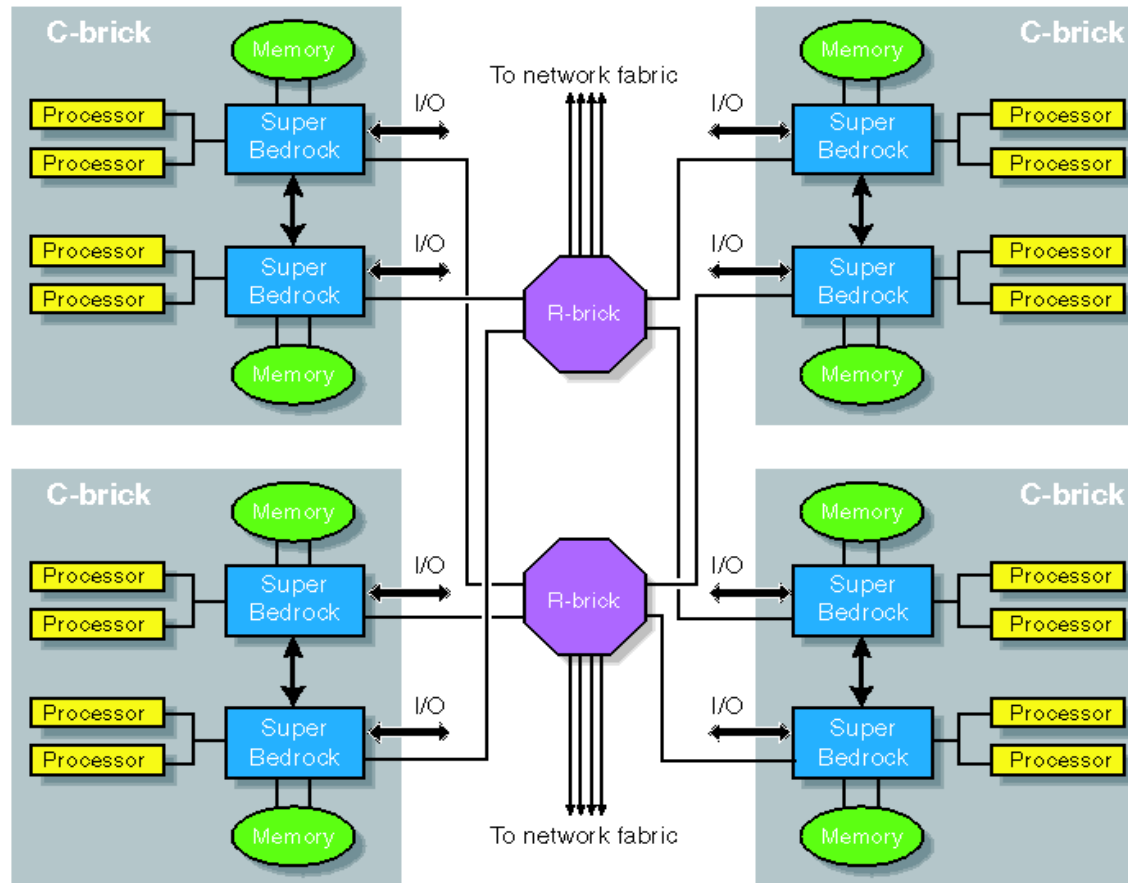 C-brick
Memory
Processor
Processor
Super
Bedrock
I/O
Processor
Processor
Super
Bedrock
I/O
Memory
To network fabric
R-brick
C-brick
Memory
I/O
Super
Bedrock
Processor
Processor
I/O
Super
Bedrock
Processor
Processor
Memory
C-brick
Memory
Processor
Processor
Super
Bedrock
I/O
Processor
Processor
Super
Bedrock
I/O
Memory
R-brick
To network fabric
C-brick
Memory
I/O
Super
Bedrock
Processor
Processor
I/O
Super
Bedrock
Processor
Processor
Memory